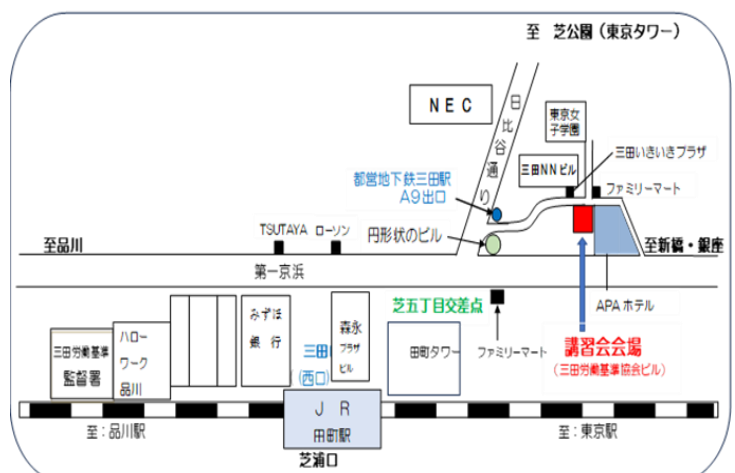 至 芝公園（東京タワー）
NEC
日比谷通り
東京女
子学園
三田いきいきプラザ
三田NNビル
ファミリーマート
都営地下鉄三田駅
A9出口
円形状のビル
TSUTAYA ローソン
至品川
至新橋・銀座
第一京浜
APAホテル
芝五丁目交差点
ファミリーマート
講習会会場
（三田労働基準協会ビル）
三田労働基準
監督署
ハロー
ワーク
品川
みずほ
銀行
三田
（西口）
森永
プラザ
ビル
田町タワー
JR
田町駅
至：品川駅
至：東京駅
芝浦口